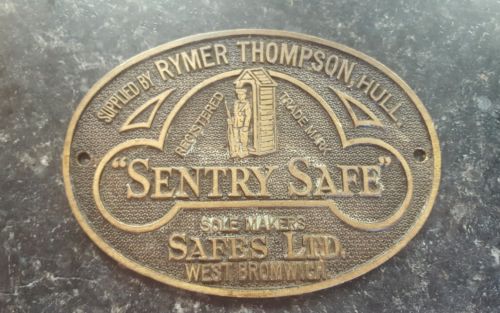 SUPPLIED BY RYMER THOMPSON, HULL.
REGISTERED TRADE MARK
"SENTRY SAFE"
SOLE MAKERS
SAFES LTD.
WEST BROMWICH.